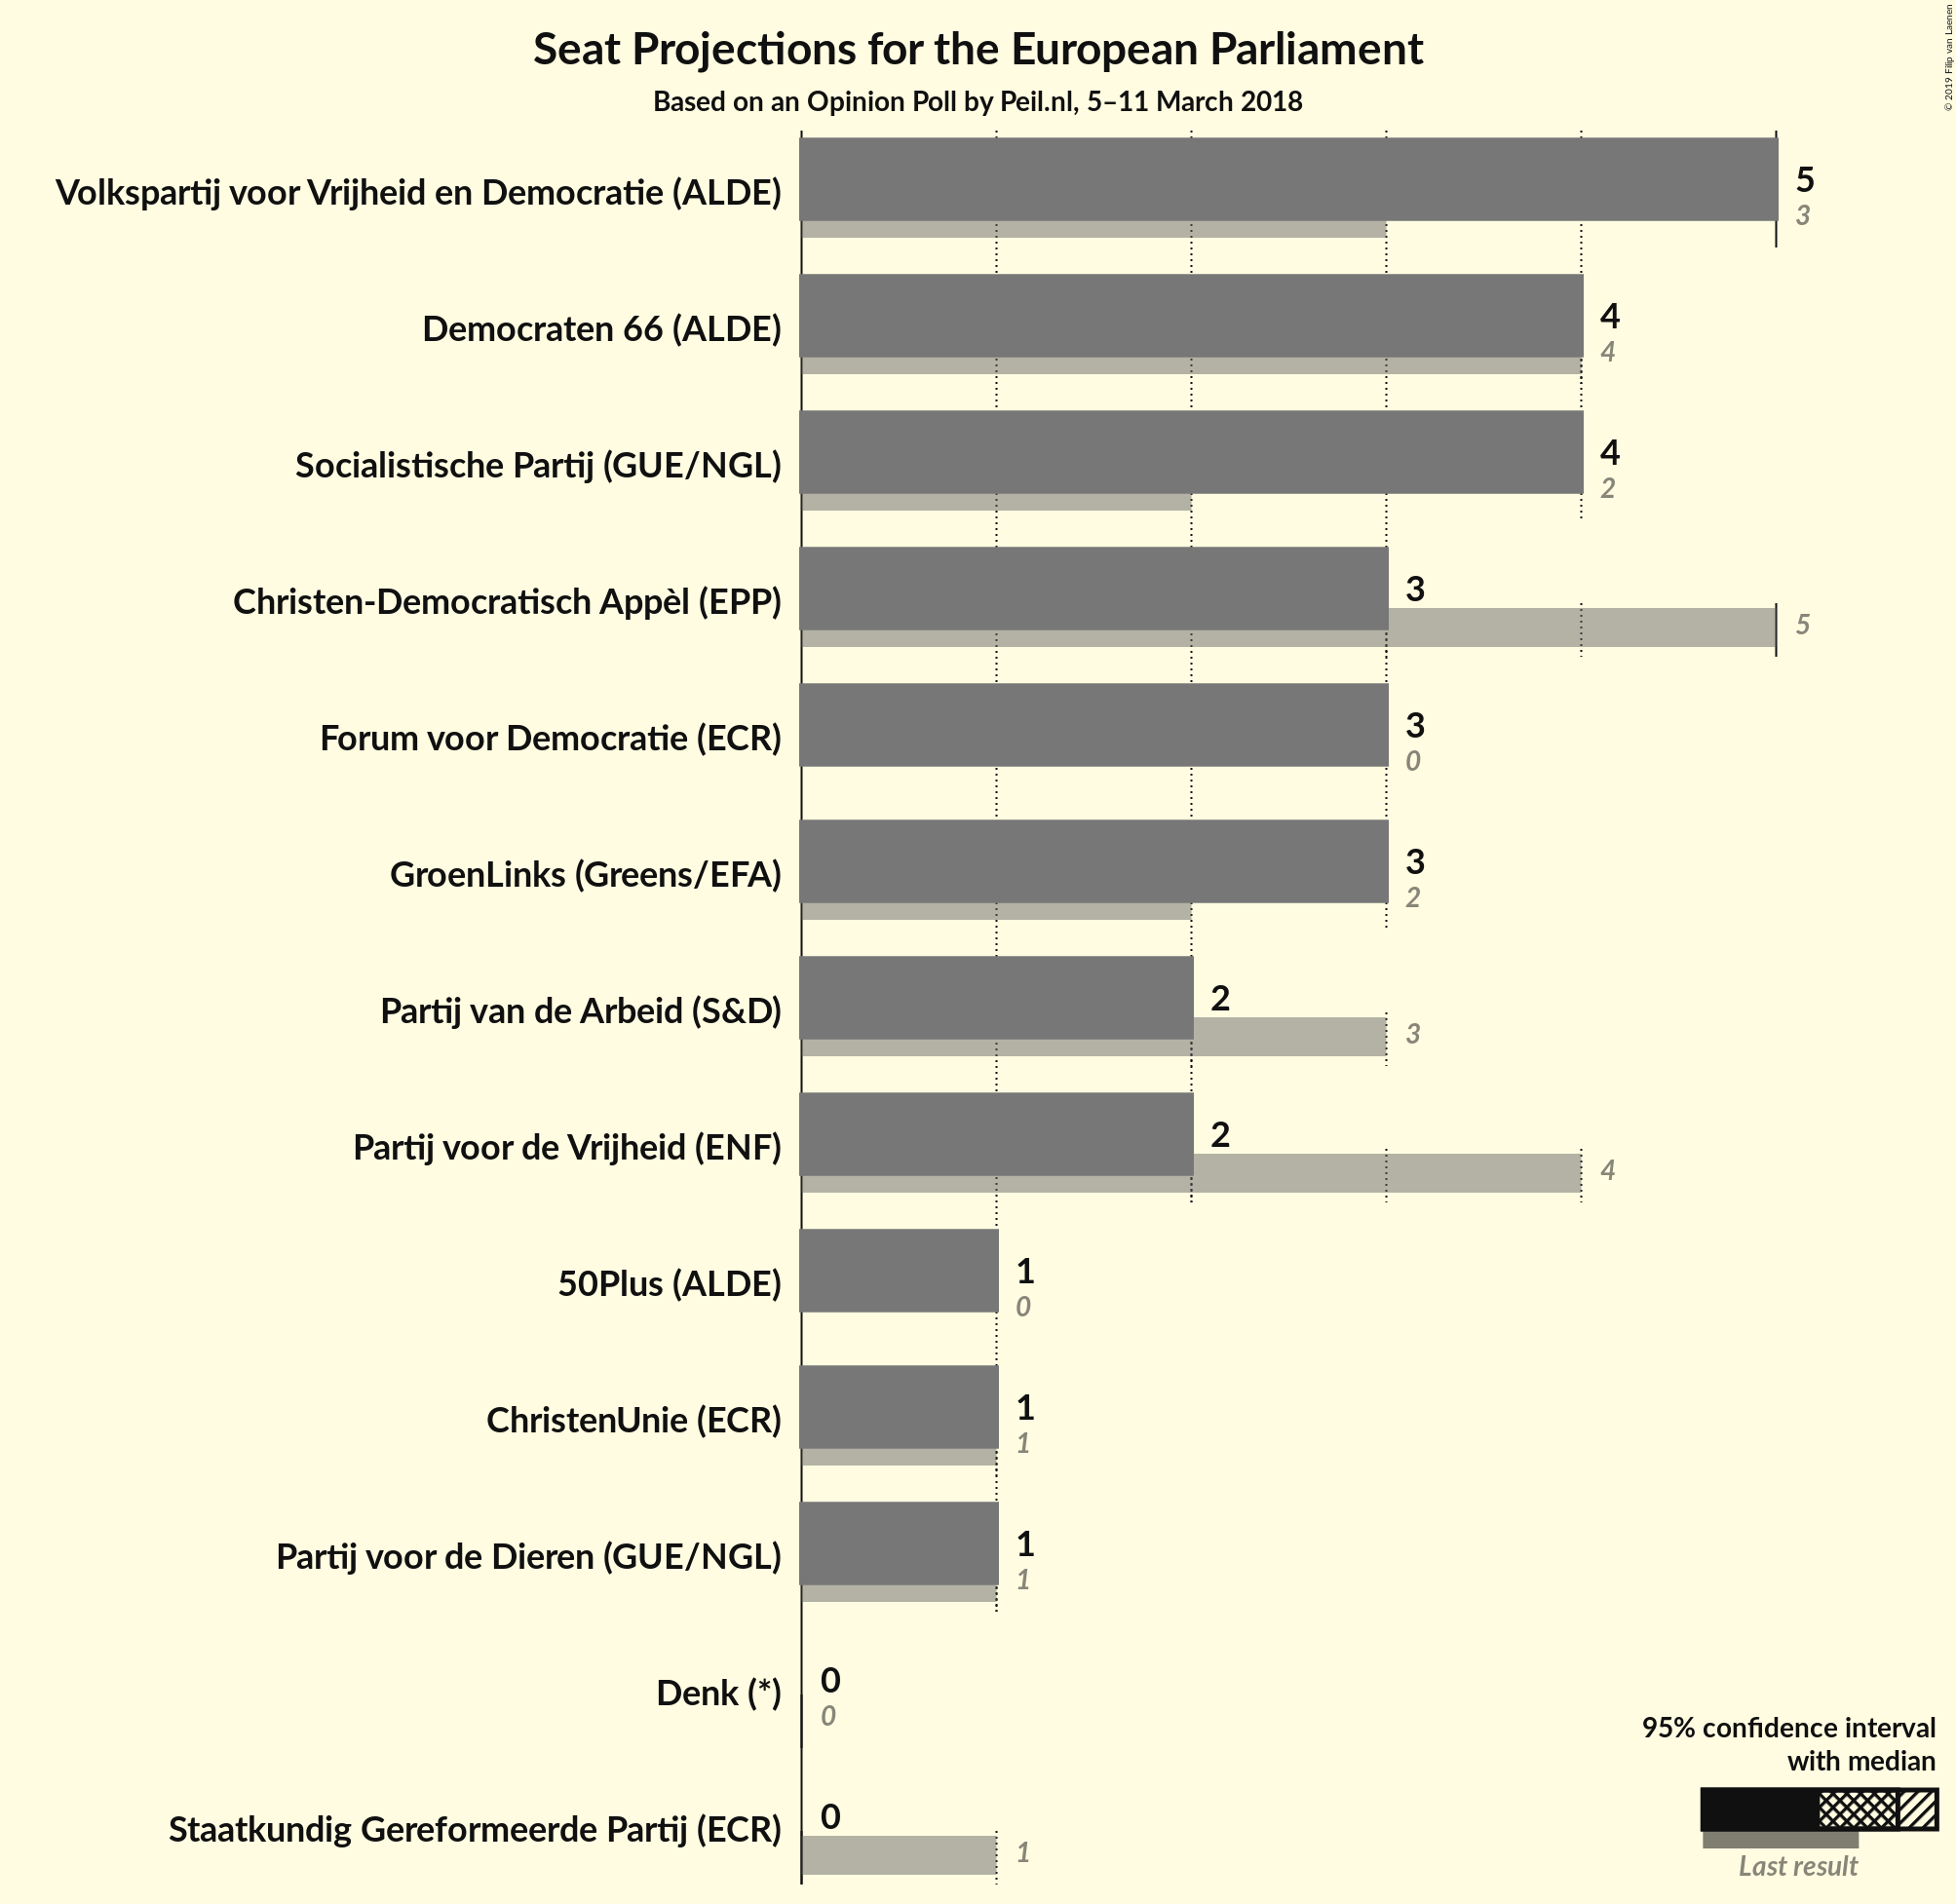 Seat Projections for the European Parliament
Based on an Opinion Poll by Peil.nl, 5–11 March 2018
© 2019 Filip van Laenen
Volkspartij voor Vrijheid en Democratie (ALDE)
5
3
Democraten 66 (ALDE)
4
4
Socialistische Partij (GUE/NGL)
4
2
Christen-Democratisch Appèl (EPP)
3
5
Forum voor Democratie (ECR)
3
0
GroenLinks (Greens/EFA)
3
2
Partij van de Arbeid (S&D)
2
3
Partij voor de Vrijheid (ENF)
2
4
50Plus (ALDE)
1
0
ChristenUnie (ECR)
1
1
Partij voor de Dieren (GUE/NGL)
1
1
Denk (*)
0
0
Staatkundig Gereformeerde Partij (ECR)
0
1
95% confidence interval
with median
Last result